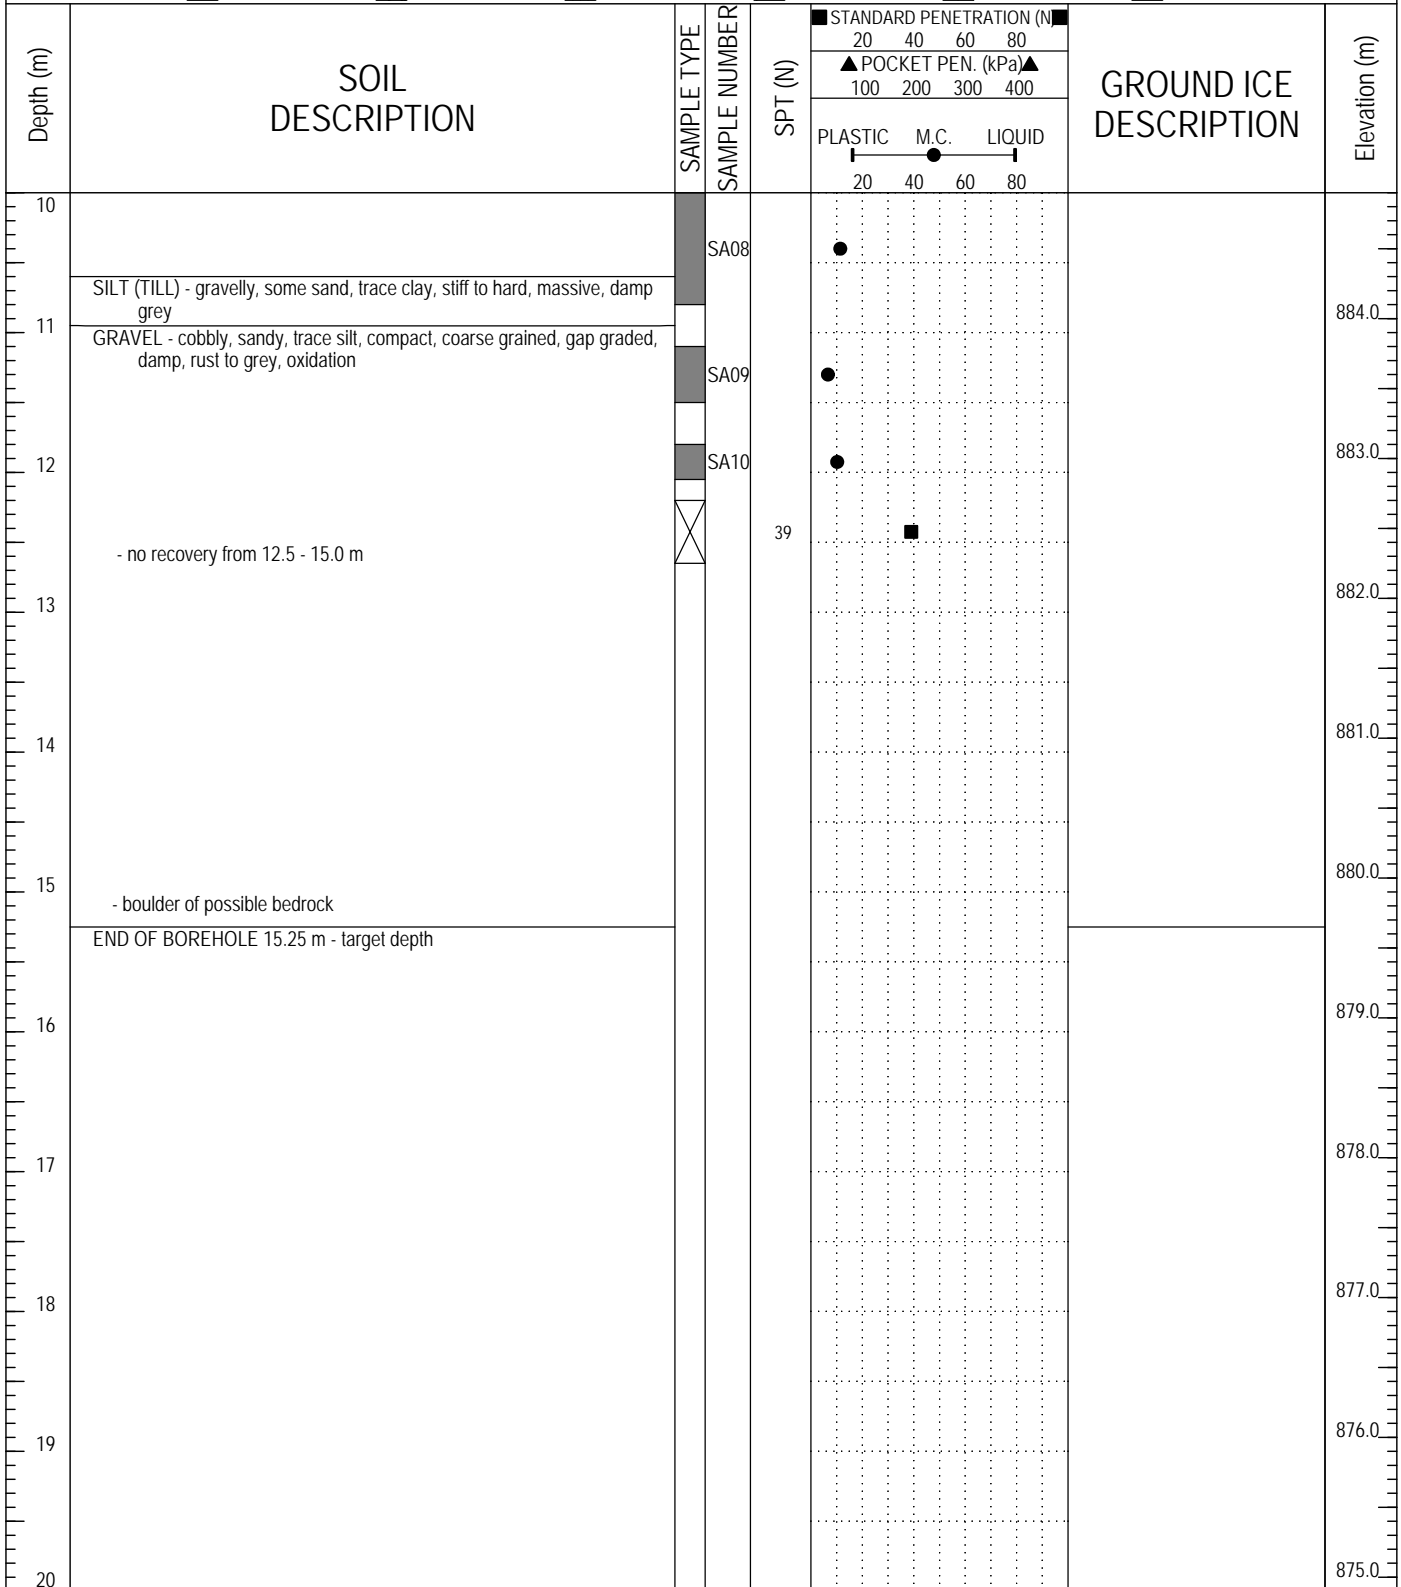 Depth (m)
SOIL
DESCRIPTION
SAMPLE TYPE
SAMPLE NUMBER
SPT (N)
STANDARD PENETRATION (N)
20 40 60 80
POCKET PEN. (kPa)
100 200 300 400
PLASTIC M.C. LIQUID
20 40 60 80
GROUND ICE
DESCRIPTION
Elevation (m)
10
SA08
SILT (TILL) - gravelly, some sand, trace clay, stiff to hard, massive, damp
grey
884.0
11
GRAVEL - cobbly, sandy, trace silt, compact, coarse grained, gap graded,
damp, rust to grey, oxidation
SA09
883.0
12
SA10
39
- no recovery from 12.5 - 15.0 m
882.0
13
881.0
14
880.0
15
- boulder of possible bedrock
END OF BOREHOLE 15.25 m - target depth
879.0
16
878.0
17
877.0
18
876.0
19
875.0
20